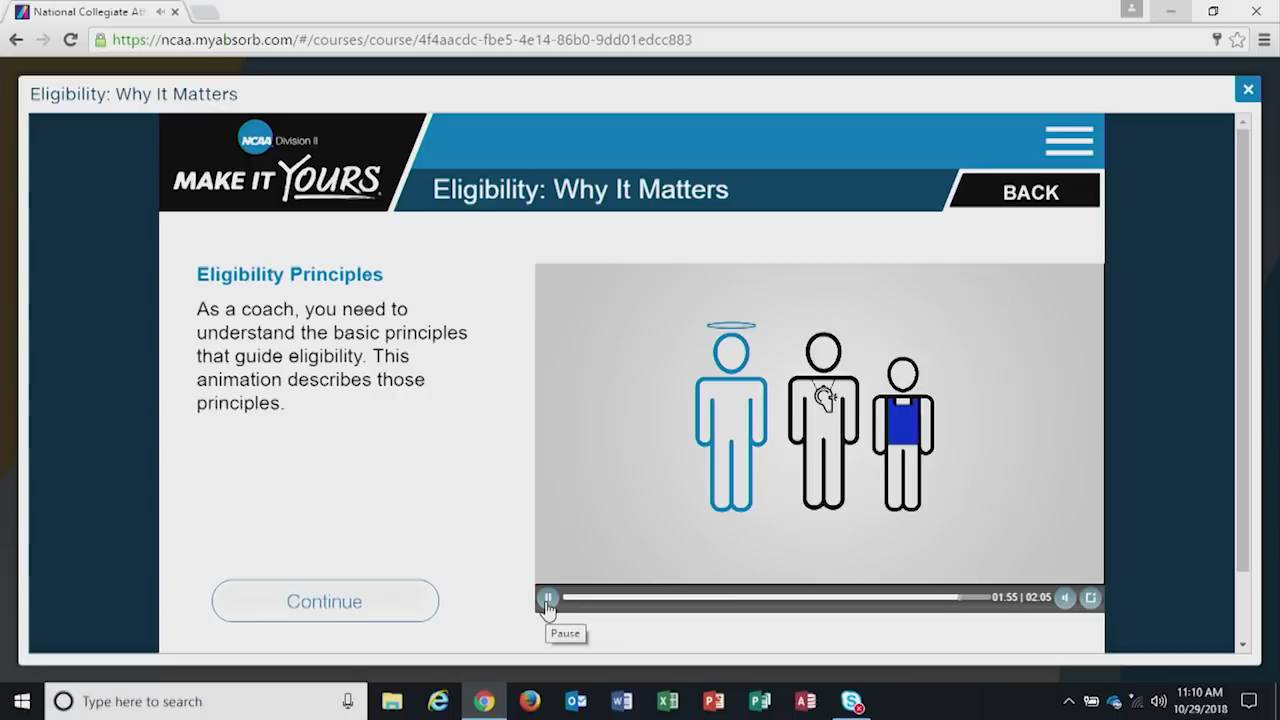 National Collegiate Ath
https://ncaa.myabsorb.com/#/courses/course/4f4aacdc-fbe5-4e14-86b0-9dd01edcc883
Eligibility: Why It Matters
NCAA Division II
MAKE IT YOURS
Eligibility: Why It Matters
BACK
Eligibility Principles
As a coach, you need to
understand the basic principles
that guide eligibility. This
animation describes those
principles.
Continue
01:55 | 02:05
Pause
Type here to search
11:10 AM
10/29/2018